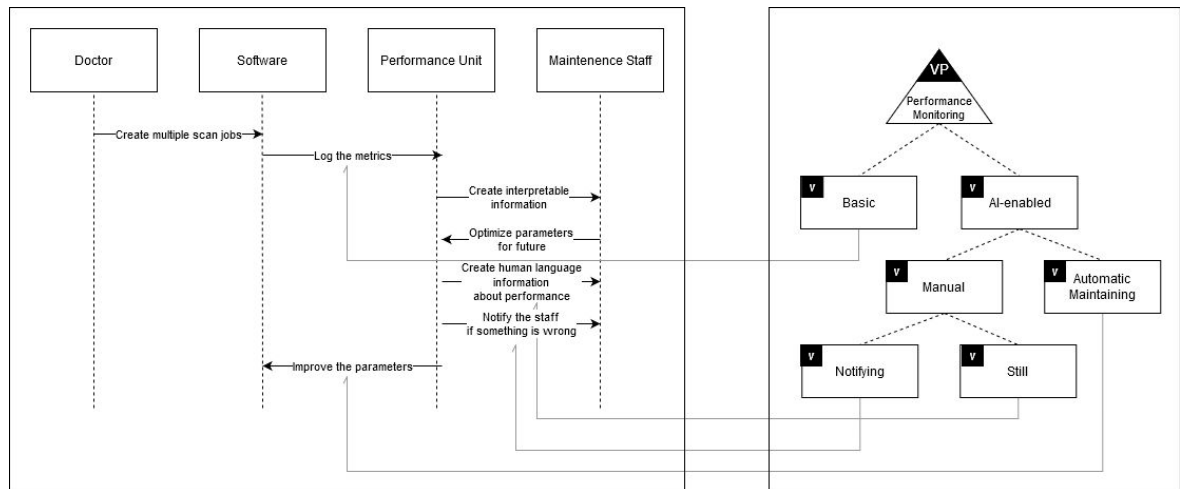 Doctor
Software
Performance Unit
Maintenence Staff
Create multiple scan jobs
Log the metrics
Create interpretable
information
Optimize parameters
for future
Create human language
information
about performance
Notify the staff
if something is wrong
Improve the parameters
VP
Performance
Monitoring
V
Basic
V
AI-enabled
V
Manual
V
Automatic
Maintaining
V
Notifying
V
Still